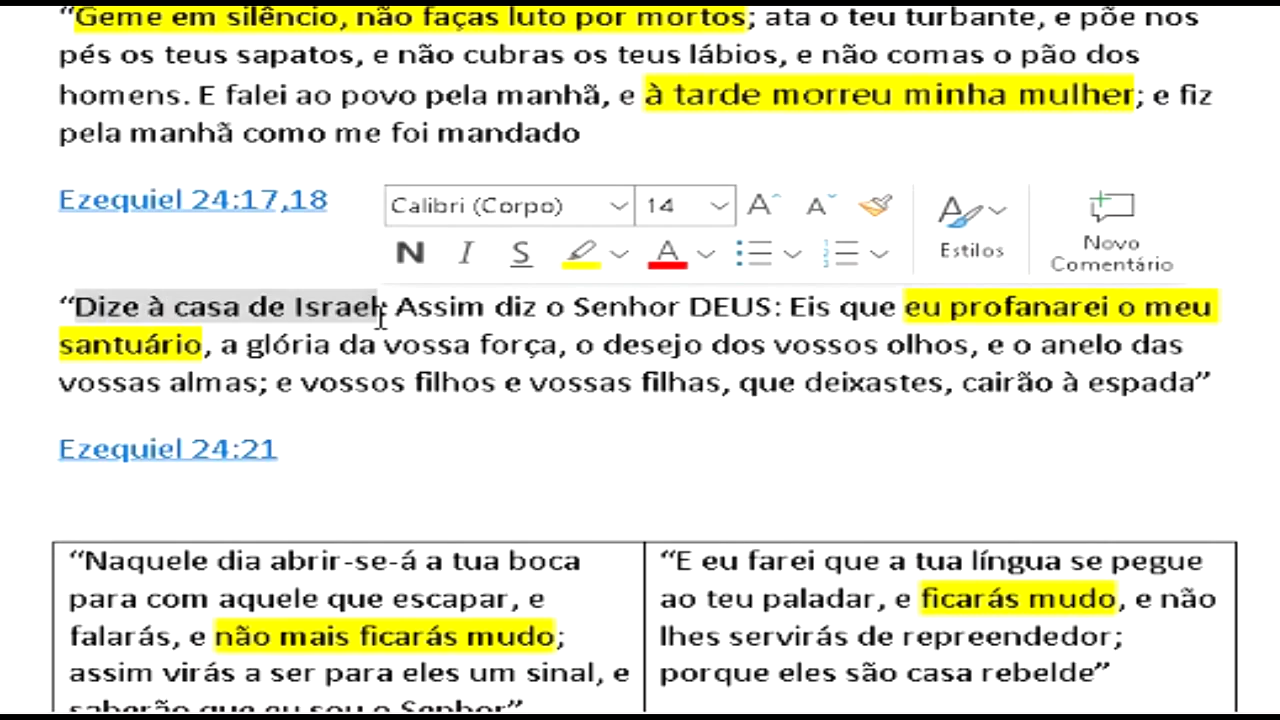 “Geme em silêncio, não faças luto por mortos; ata o teu turbante, e põe nos
pés os teus sapatos, e não cubras os teus lábios, e não comas o pão dos
homens. E falei ao povo pela manhã, e à tarde morreu minha mulher; e fiz
pela manhã como me foi mandado
Ezequiel 24:17,18
Calibri (Corpo) 14 A A
N I S A A
Estilos
Novo
Comentário
“Dize à casa de Israel: Assim diz o Senhor DEUS: Eis que eu profanarei o meu
santuário, a glória da vossa força, o desejo dos vossos olhos, e o anelo das
vossas almas; e vossos filhos e vossas filhas, que deixastes, cairão à espada”
Ezequiel 24:21
“Naquele dia abrir-se-á a tua boca
para com aquele que escapar, e
falarás, e não mais ficarás mudo;
assim virás a ser para eles um sinal, e
saberão que eu sou o Senhor”
“E eu farei que a tua língua se pegue
ao teu paladar, e ficarás mudo, e não
lhes servirás de repreendedor;
porque eles são casa rebelde”